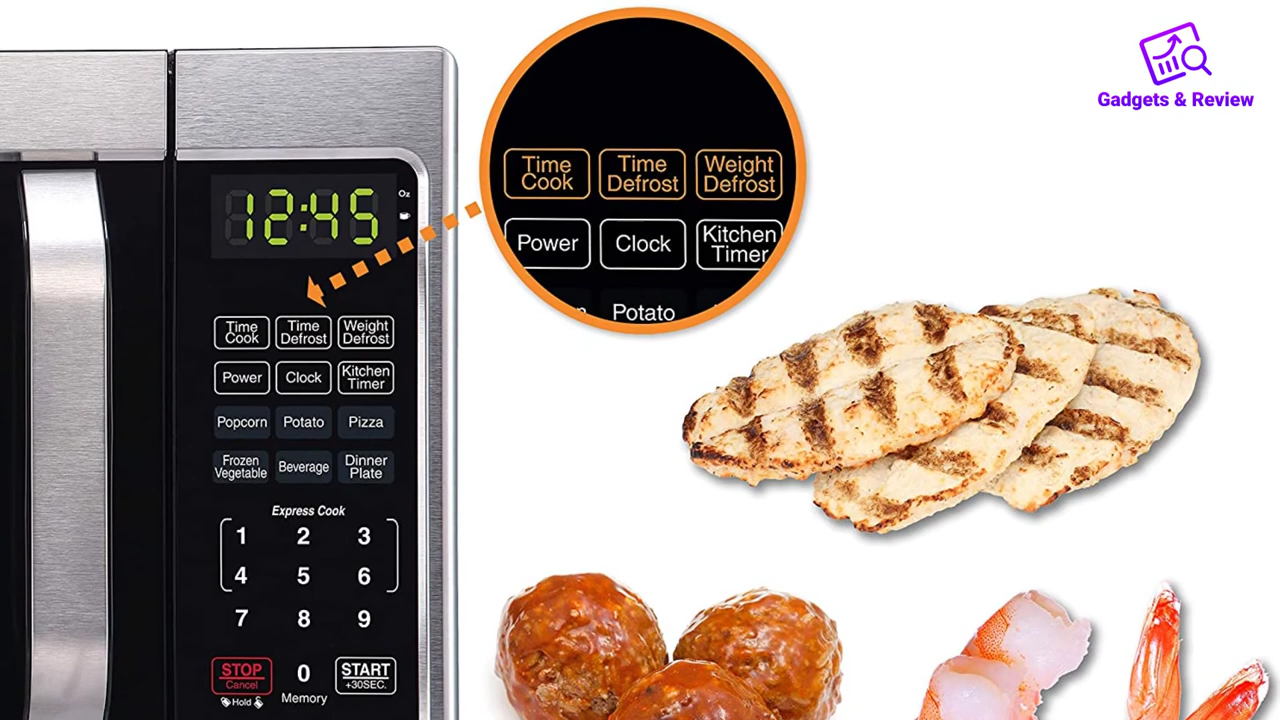 Gadgets & Review
Time
Cook
Time
Defrost
Weight
Defrost
Power
Clock
Kitchen
Timer
Potato
12:45
Oz
Time
Cook
Time
Defrost
Weight
Defrost
Power
Clock
Kitchen
Timer
Popcorn
Potato
Pizza
Frozen
Vegetable
Beverage
Dinner
Plate
Express Cook
1 2 3
4 5 6
7 8 9
STOP
Cancel
Hold
0
Memory
START
+30SEC.